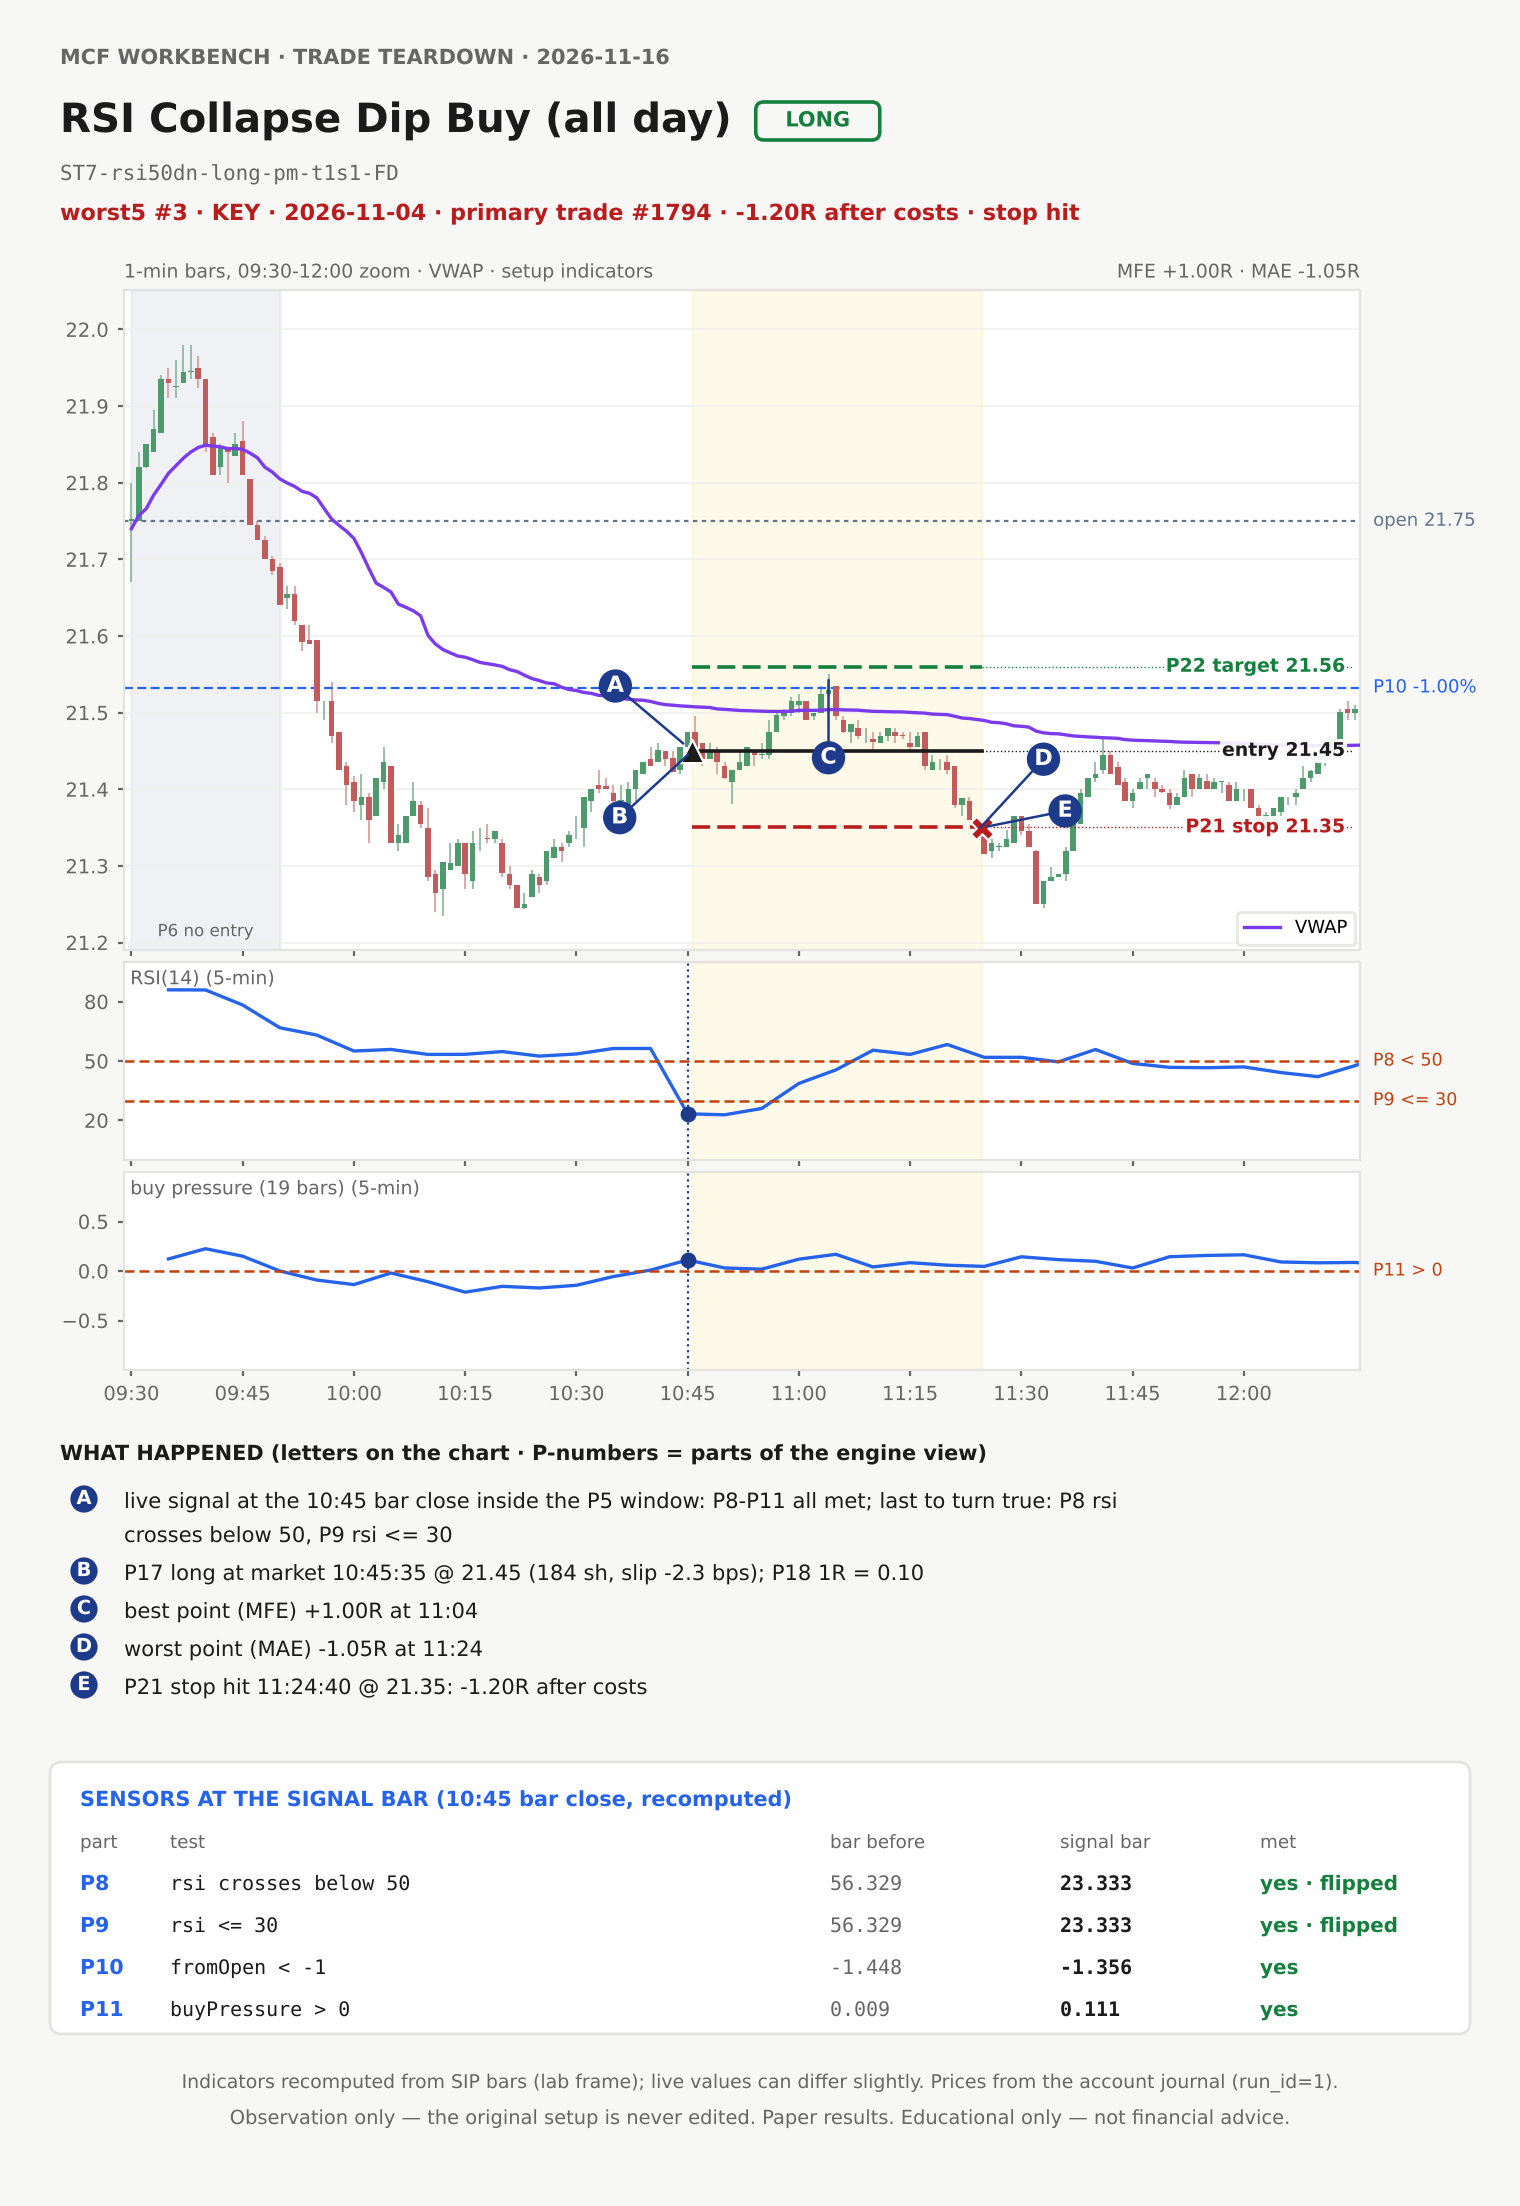 MCF WORKBENCH · TRADE TEARDOWN · 2026-11-16
RSI Collapse Dip Buy (all day) LONG
ST7-rsi50dn-long-pm-t1s1-FD
worst5 #3 · KEY · 2026-11-04 · primary trade #1794 · -1.20R after costs · stop hit
1-min bars, 09:30-12:00 zoom · VWAP · setup indicators MFE +1.00R · MAE -1.05R
22.0
21.9
21.8
open 21.75
21.7
21.6
P22 target 21.56
A
P10 -1.00%
21.5
entry 21.45
C
D
21.4
E
B
P21 stop 21.35
21.3
P6 no entry
VWAP
21.2
RSI(14) (5-min)
80
50
P8 < 50
P9 <= 30
20
buy pressure (19 bars) (5-min)
0.5
0.0
P11 > 0
−0.5
09:30 09:45 10:00 10:15 10:30 10:45 11:00 11:15 11:30 11:45 12:00
WHAT HAPPENED (letters on the chart · P-numbers = parts of the engine view)
A live signal at the 10:45 bar close inside the P5 window: P8-P11 all met; last to turn true: P8 rsi
crosses below 50, P9 rsi <= 30
B P17 long at market 10:45:35 @ 21.45 (184 sh, slip -2.3 bps); P18 1R = 0.10
C best point (MFE) +1.00R at 11:04
D worst point (MAE) -1.05R at 11:24
E P21 stop hit 11:24:40 @ 21.35: -1.20R after costs
SENSORS AT THE SIGNAL BAR (10:45 bar close, recomputed)
part test bar before signal bar met
P8 rsi crosses below 50 56.329 23.333 yes · flipped
P9 rsi <= 30 56.329 23.333 yes · flipped
P10 fromOpen < -1 -1.448 -1.356 yes
P11 buyPressure > 0 0.009 0.111 yes
Indicators recomputed from SIP bars (lab frame); live values can differ slightly. Prices from the account journal (run_id=1).
Observation only — the original setup is never edited. Paper results. Educational only — not financial advice.